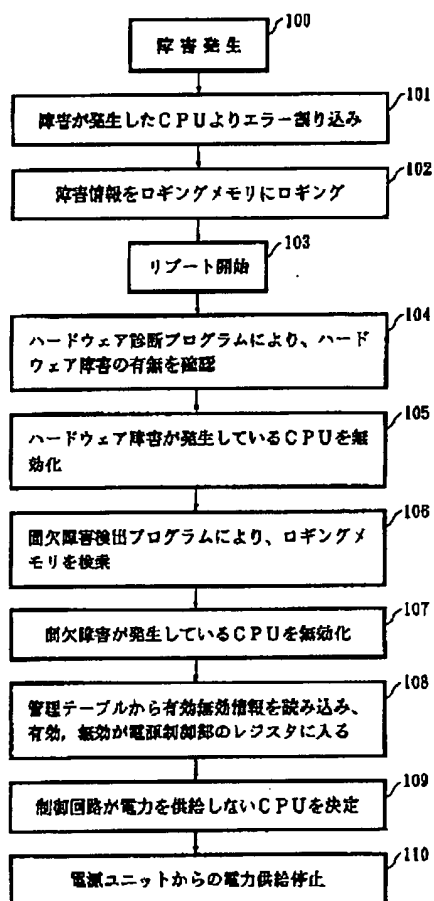 100
障害発生
101
障害が発生したCPUよりエラー割り込み
102
障害情報をロギングメモリにロギング
103
リブート開始
104
ハードウェア診断プログラムにより、ハード
ウェア障害の有無を確認
105
ハードウェア障害が発生しているCPUを無
効化
106
間欠障害検出プログラムにより、ロギングメ
モリを検索
107
間欠障害が発生しているCPUを無効化
108
管理テーブルから有効無効情報を読み込み、
有効,無効が電源制御部のレジスタに入る
109
制御回路が電力を供給しないCPUを決定
110
電源ユニットからの電力供給停止